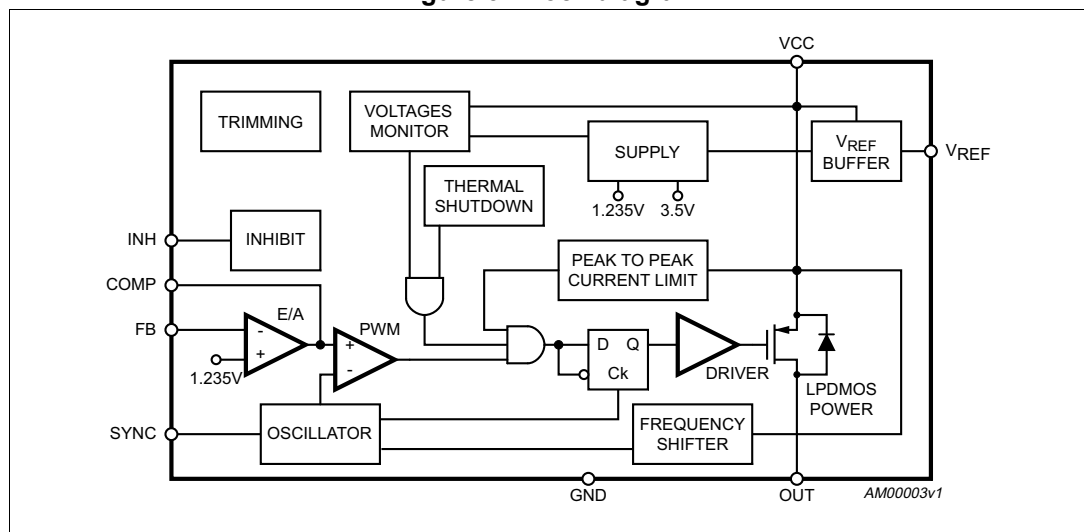 VCC
TRIMMING
VOLTAGES
MONITOR
SUPPLY
VREF
BUFFER
VREF
1.235V 3.5V
THERMAL
SHUTDOWN
INH
INHIBIT
COMP
PEAK TO PEAK
CURRENT LIMIT
E/A
FB
-
+
1.235V
PWM
+
-
D Q
Ck
DRIVER
LPDMOS
POWER
SYNC
OSCILLATOR
FREQUENCY
SHIFTER
GND
OUT
AM00003v1